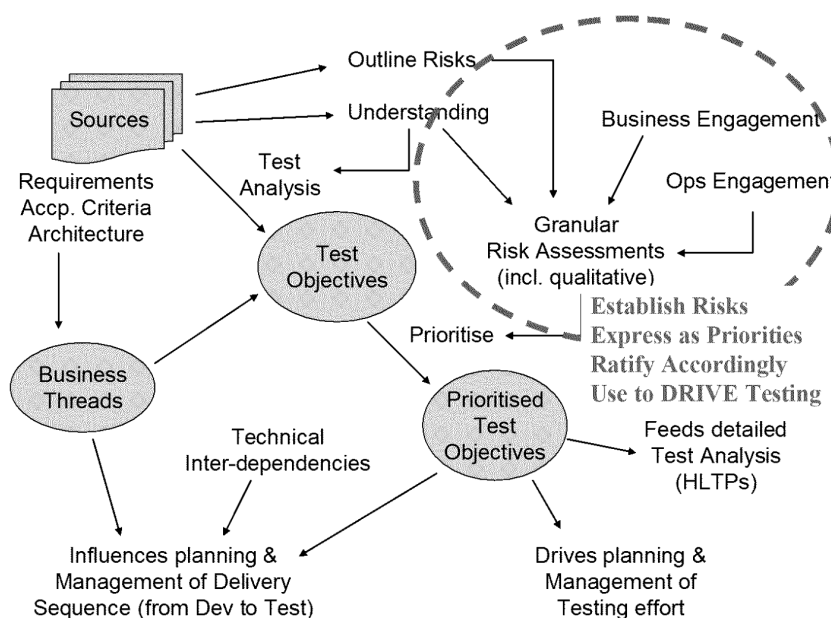 Outline Risks
Sources
Understanding
Business Engagement
Test
Analysis
Requirements
Accp. Criteria
Architecture
Ops Engagement
Granular
Risk Assessments
(incl. qualitative)
Test
Objectives
Establish Risks
Express as Priorities
Ratify Accordingly
Use to DRIVE Testing
Prioritise
Business
Threads
Prioritised
Test
Objectives
Technical
Inter-dependencies
Feeds detailed
Test Analysis
(HLTPs)
Influences planning &
Management of Delivery
Sequence (from Dev to Test)
Drives planning &
Management of
Testing effort